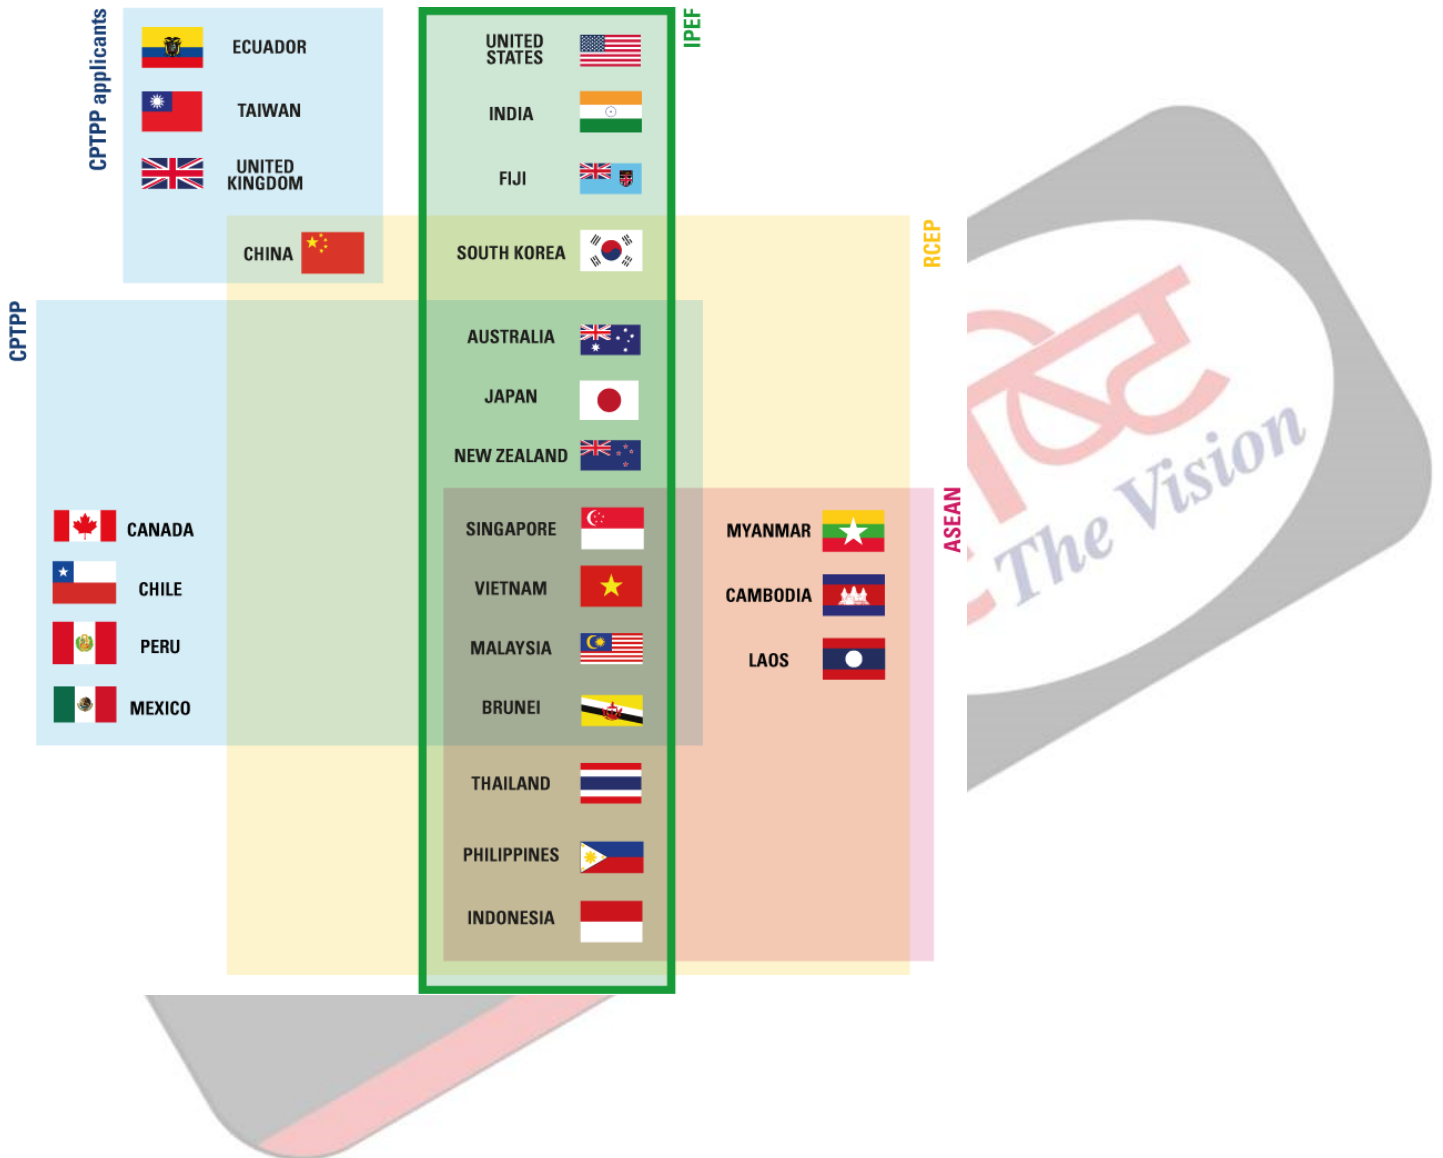 CPTPP applicants
ECUADOR
TAIWAN
UNITED
KINGDOM
CHINA
IPEF
UNITED
STATES
INDIA
FIJI
SOUTH KOREA
RCEP
CPTPP
AUSTRALIA
JAPAN
NEW ZEALAND
ASEAN
CANADA
CHILE
PERU
MEXICO
SINGAPORE
VIETNAM
MALAYSIA
BRUNEI
THAILAND
PHILIPPINES
INDONESIA
MYANMAR
CAMBODIA
LAOS
The Vision